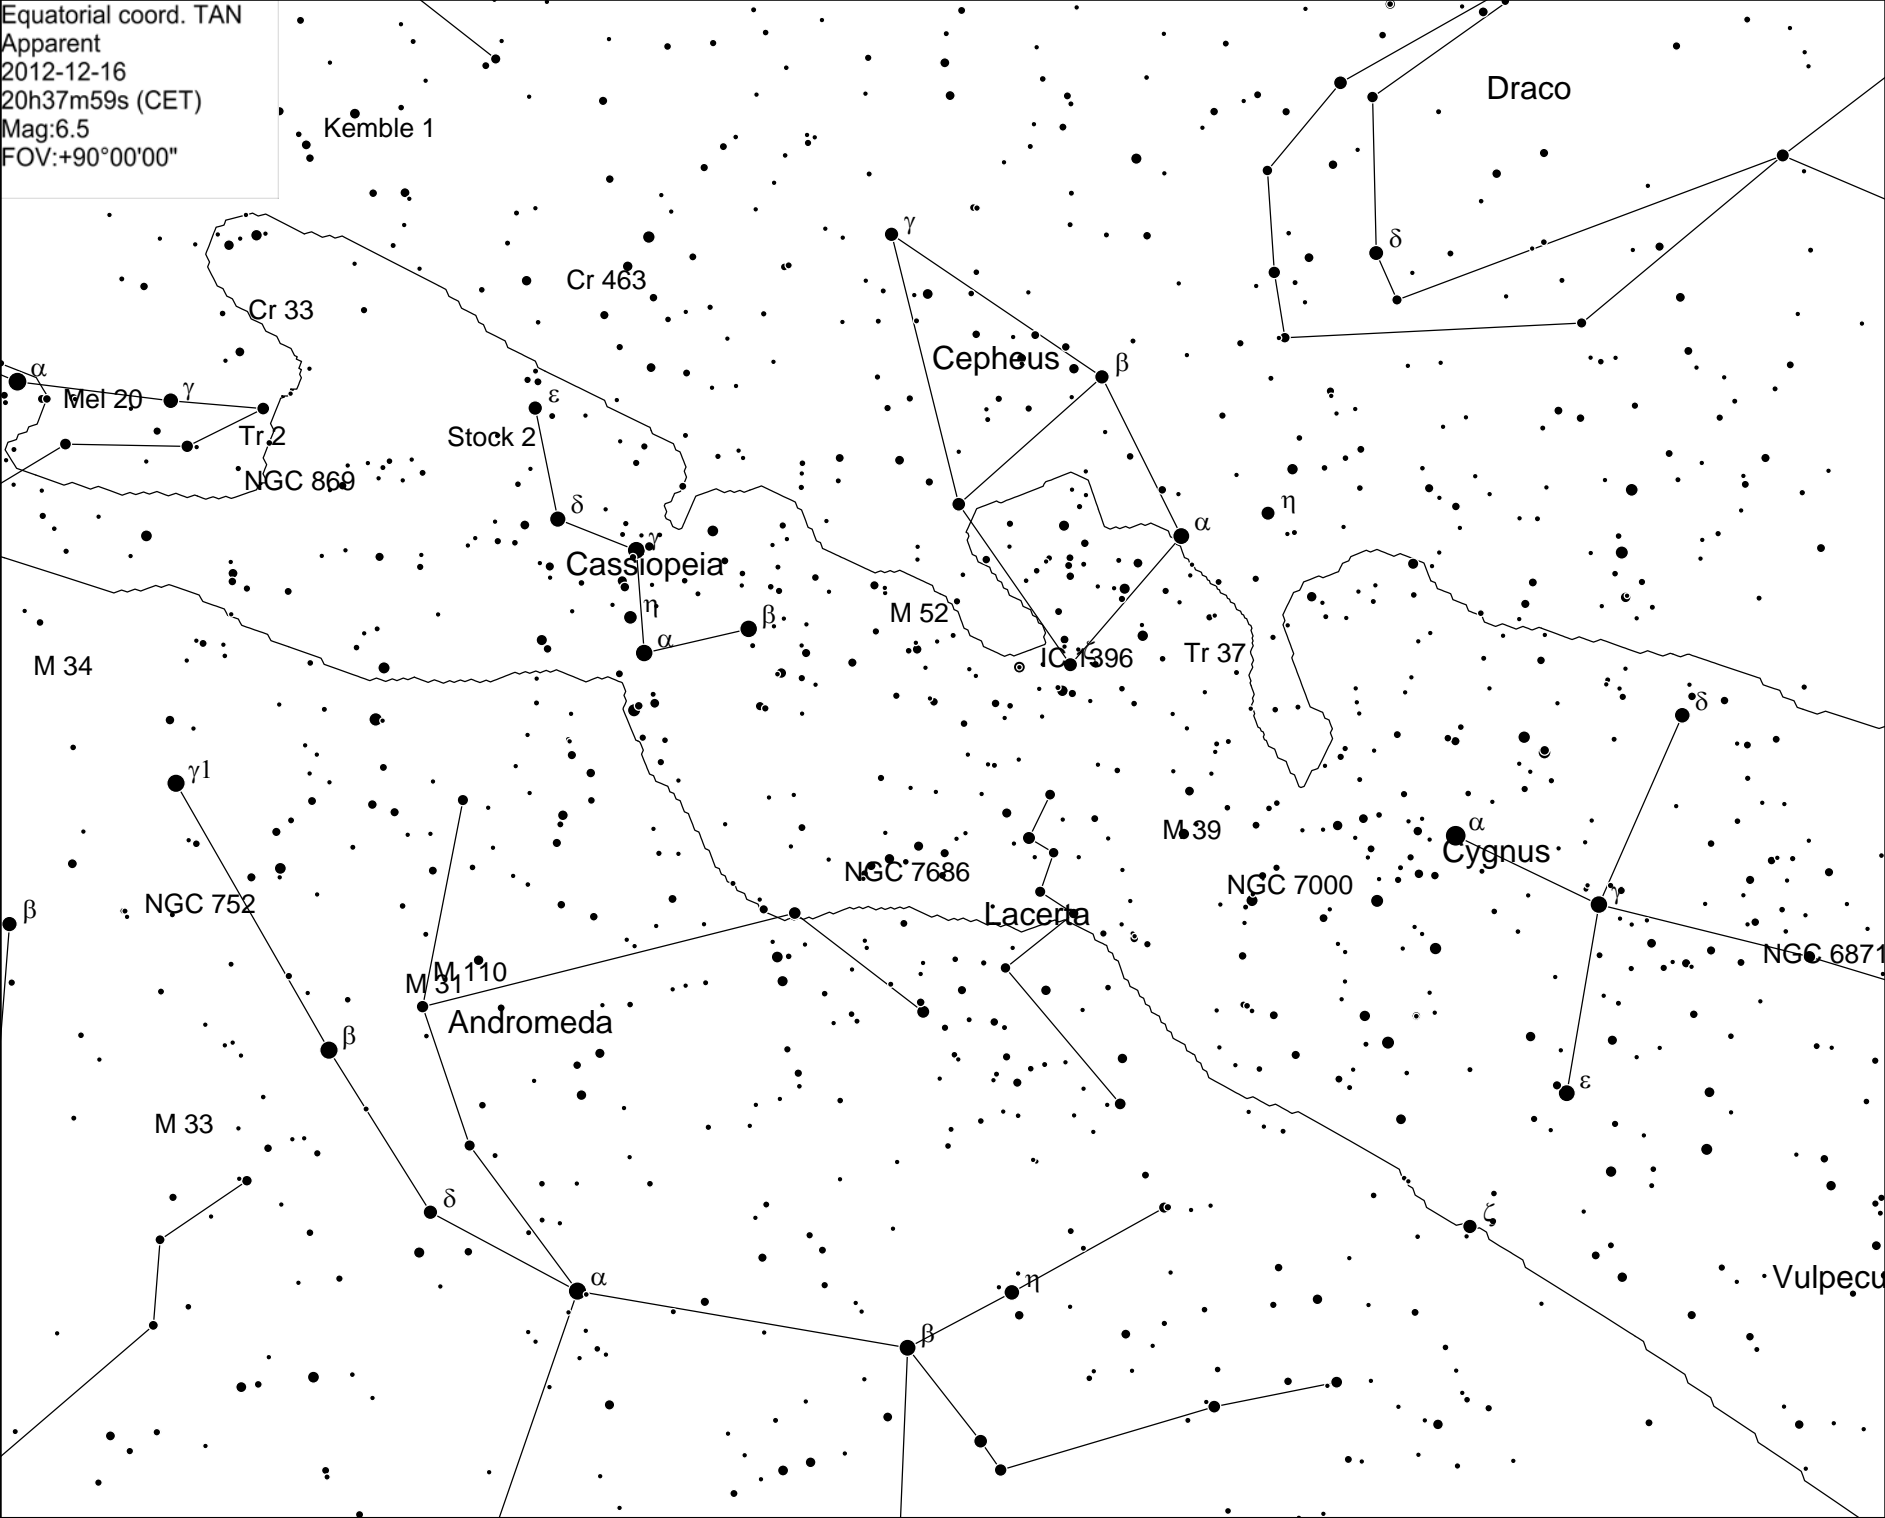 Equatorial coord. TAN
Apparent
2012-12-16
20h37m59s (CET)
Mag:6.5
FOV:+90°00'00"
Draco
Kemble 1
γ
δ
Cr 463
Cr 33
Cepheus
β
α
γ
Mel 20
ε
Tr 2
Stock 2
NGC 869
δ
η
α
γ
Cassiopeia
η
β
M 52
α
ζ
IC 1396
Tr 37
M 34
δ
γ1
α
M 39
Cygnus
NGC 7686
NGC 7000
γ
β
NGC 752
Lacerta
NGC 6871
M 110
M 31
Andromeda
β
ε
M 33
δ
ζ
α
η
Vulpecu
β